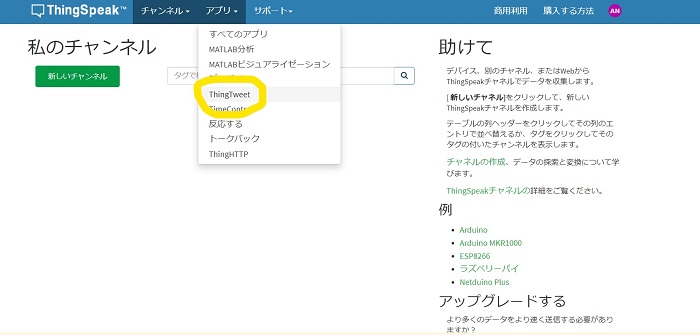 ThingSpeak™
チャンネル
アプリ
サポート
商用利用
購入する方法
AN
私のチャンネル
新しいチャンネル
タグで
すべてのアプリ
MATLAB分析
MATLABビジュアライゼーション
ThingTweet
反応する
トークバック
ThingHTTP
助けて
デバイス、別のチャンネル、またはWebから
ThingSpeakチャンネルでデータを収集します。
[ 新しいチャンネル]をクリックして、新しい
ThingSpeakチャンネルを作成します。
テーブルの列ヘッダーをクリックしてその列のエ
ントリで並べ替えるか、タグをクリックしてその
タグの付いたチャンネルを表示します。
チャンネルの作成、データの探索と変換について学
びます。
ThingSpeakチャンネルの詳細をご覧ください。
例
Arduino
Arduino MKR1000
ESP8266
ラズベリーパイ
Netduino Plus
アップグレードする
より多くのデータをより速く送信する必要があり
ますか？